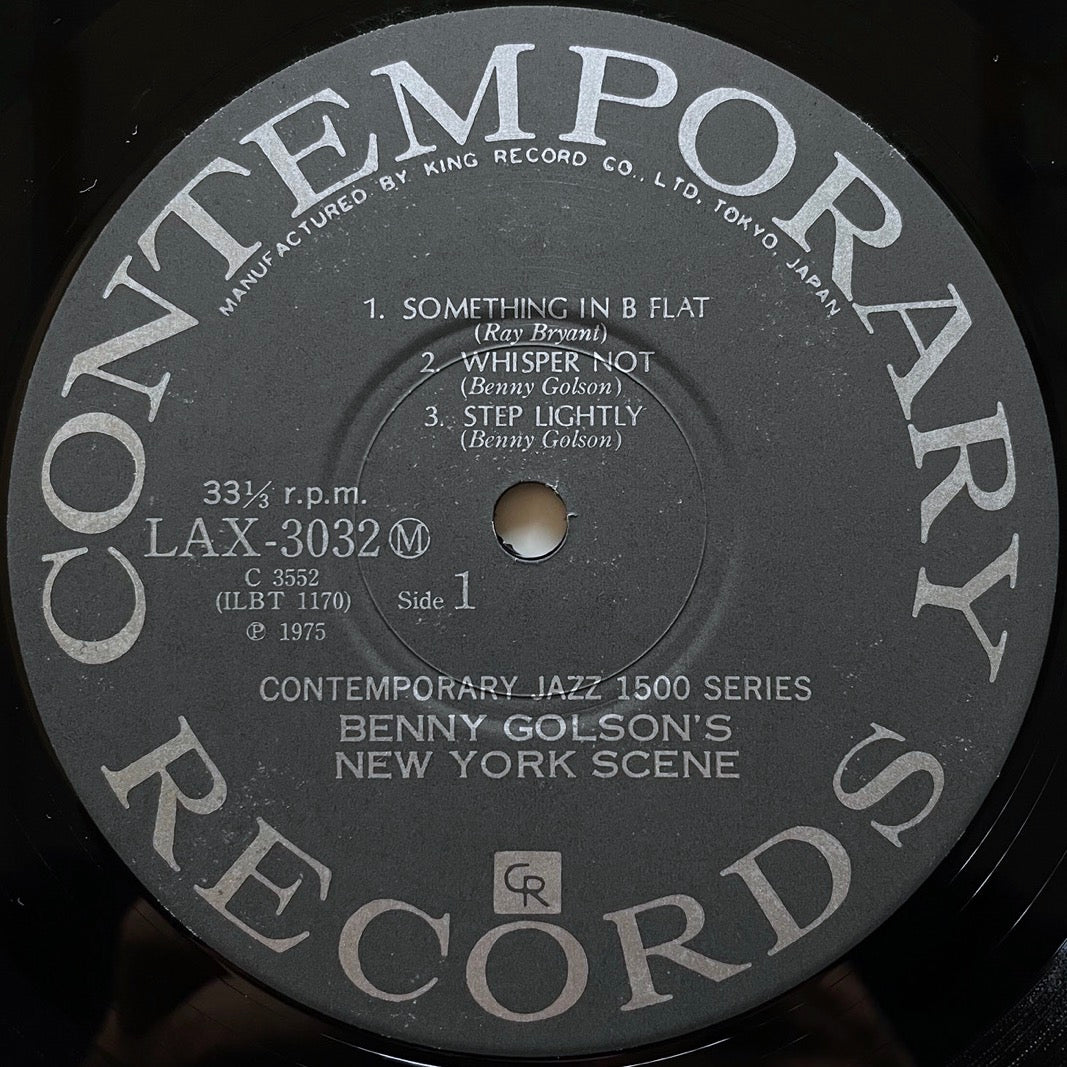 CONTEMPORARY
MANUFACTURED BY KING RECORD CO., LTD. TOKYO, JAPAN
1. SOMETHING IN B FLAT
(Ray Bryant)
2. WHISPER NOT
(Benny Golson)
3. STEP LIGHTLY
(Benny Golson)
33⅓ r.p.m.
LAX-3032 Ⓜ
C 3552
(ILBT 1170)
Side 1
℗ 1975
CONTEMPORARY JAZZ 1500 SERIES
BENNY GOLSON'S
NEW YORK SCENE
CR
RECORDS